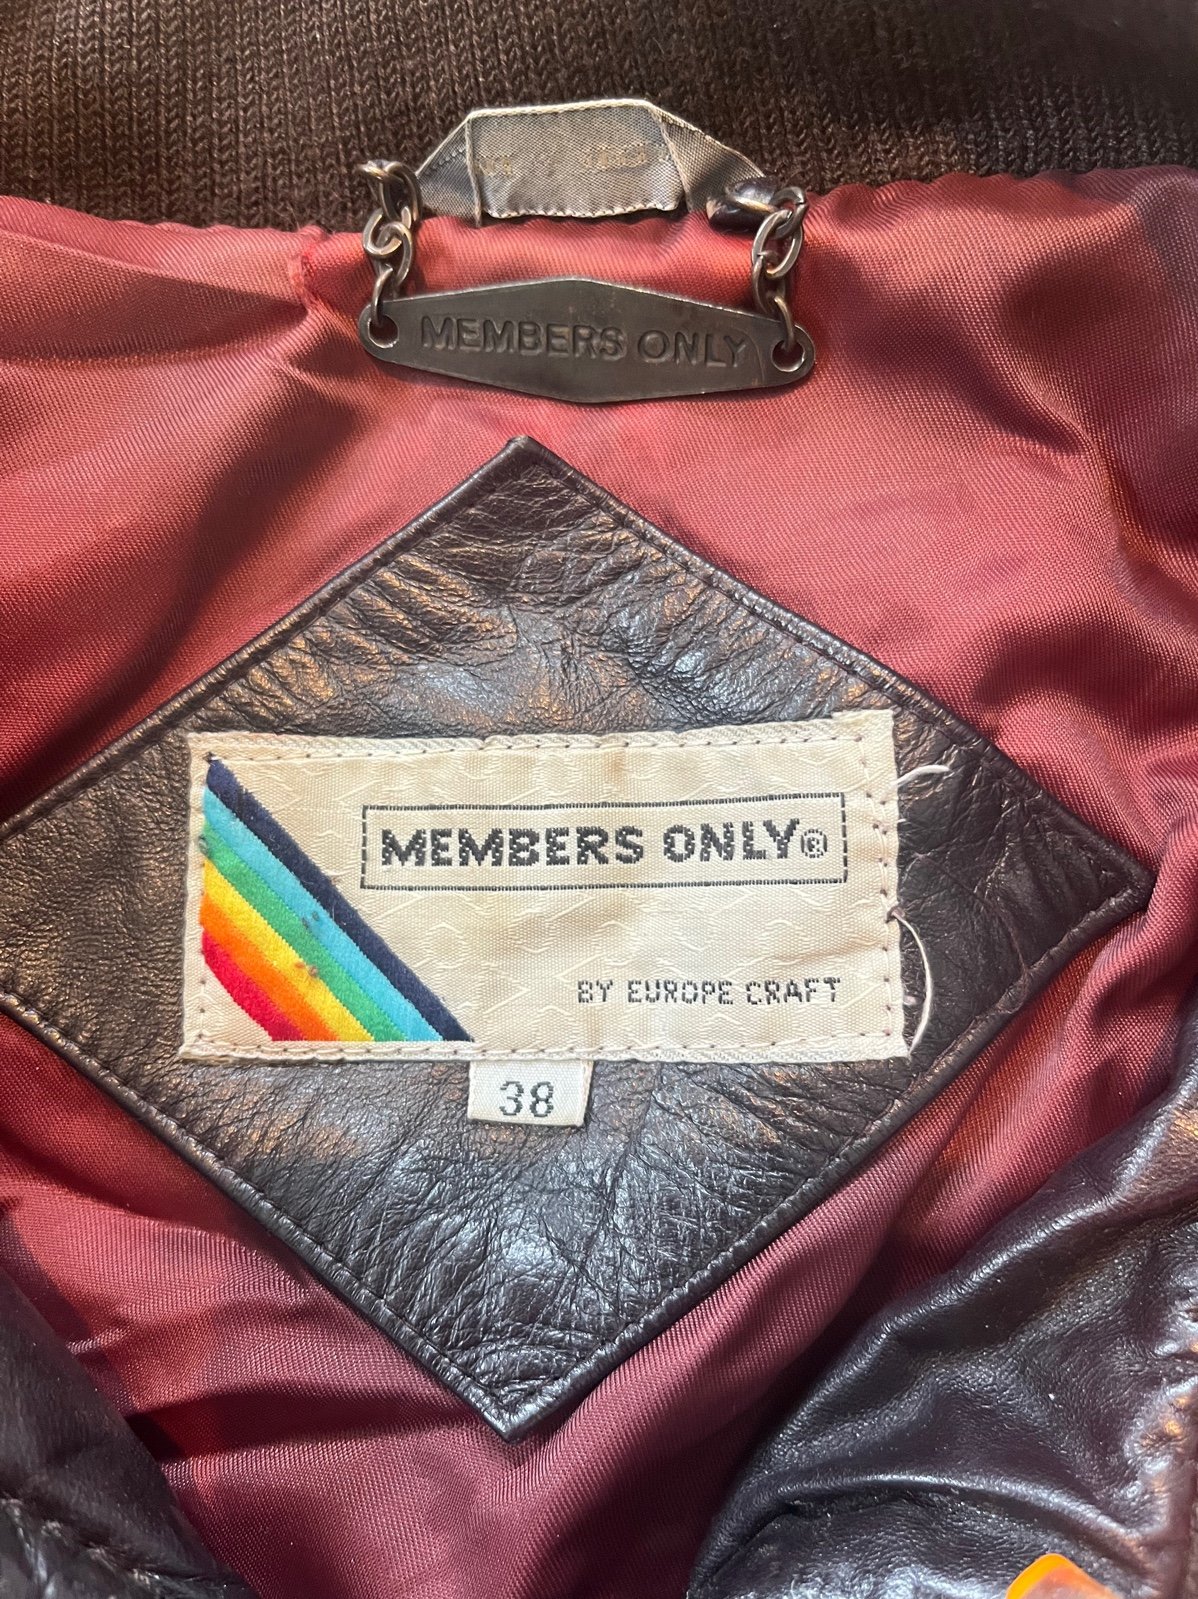 MEMBERS ONLY
MEMBERS ONLY®
BY EUROPE CRAFT
38